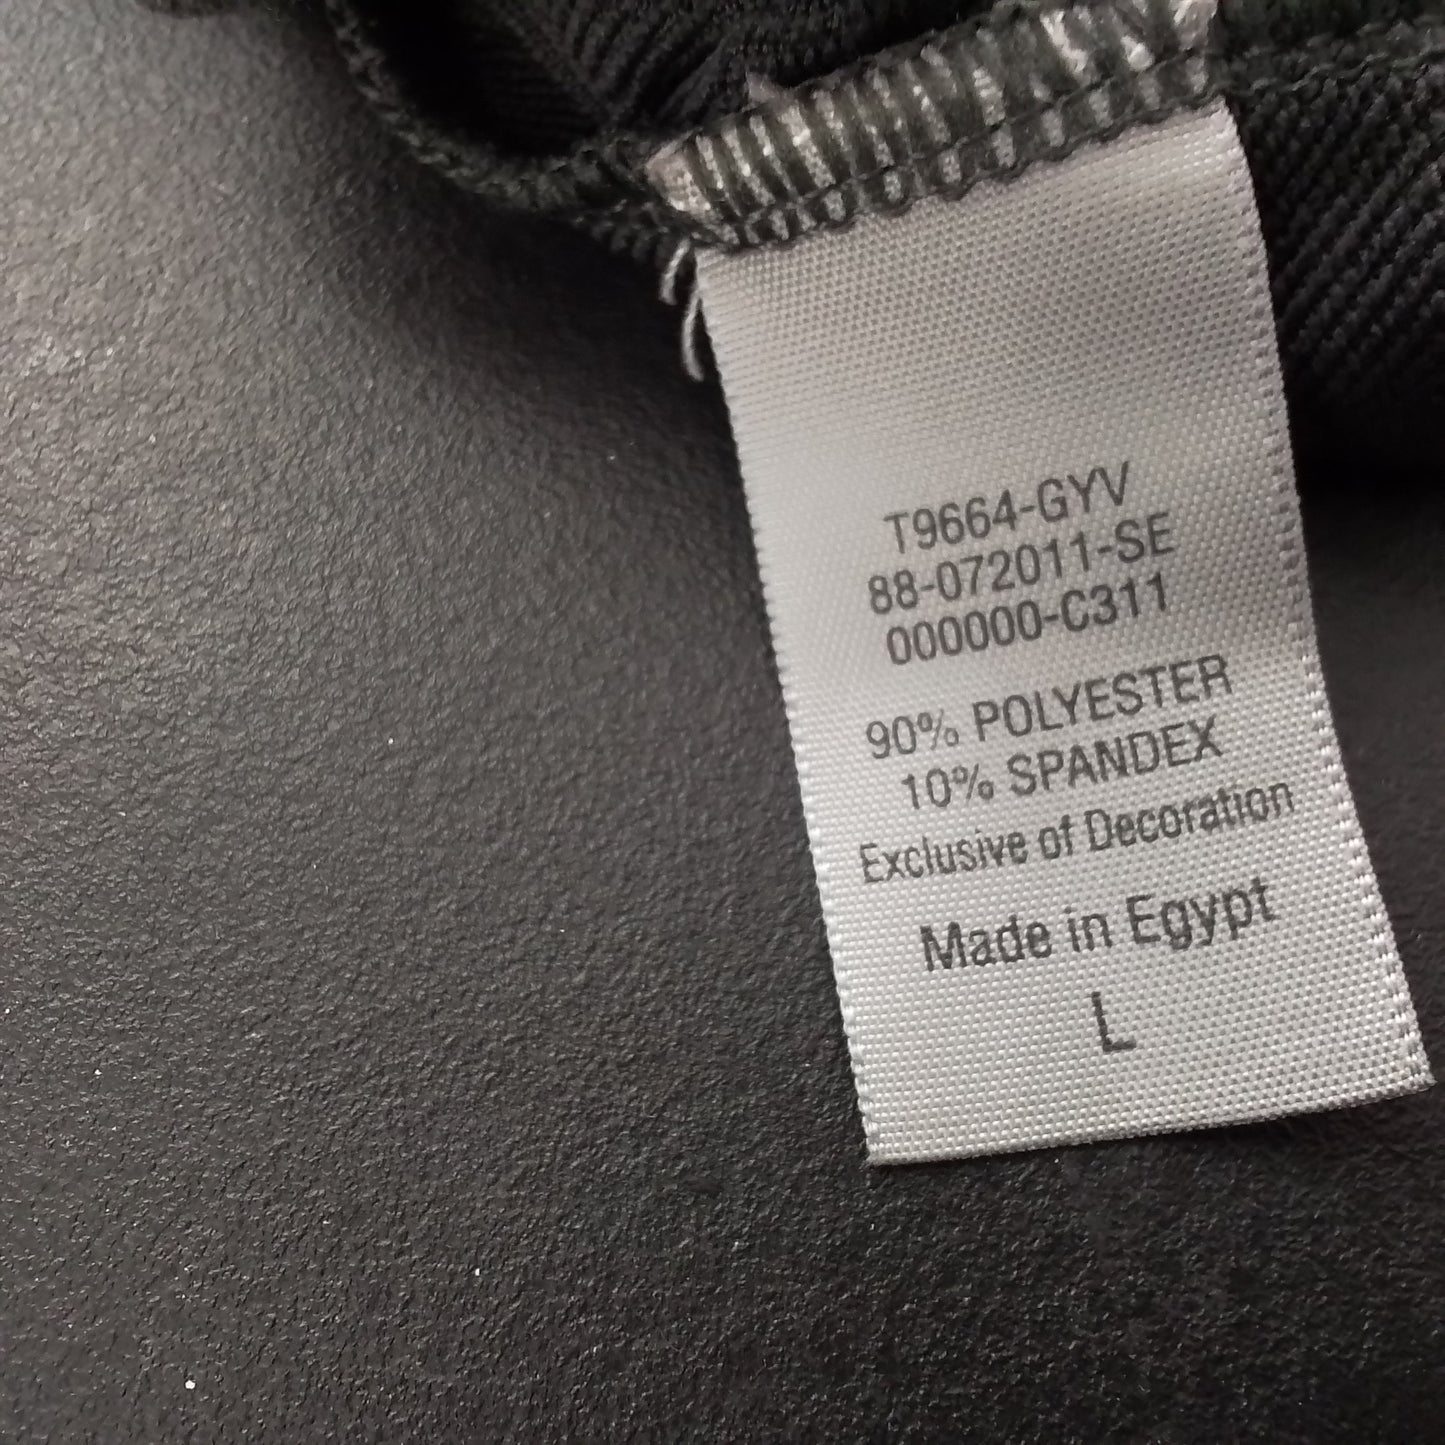 T9664-GYV
88-072011-SE
000000-C311
90% POLYESTER
10% SPANDEX
Exclusive of Decoration
Made in Egypt
L